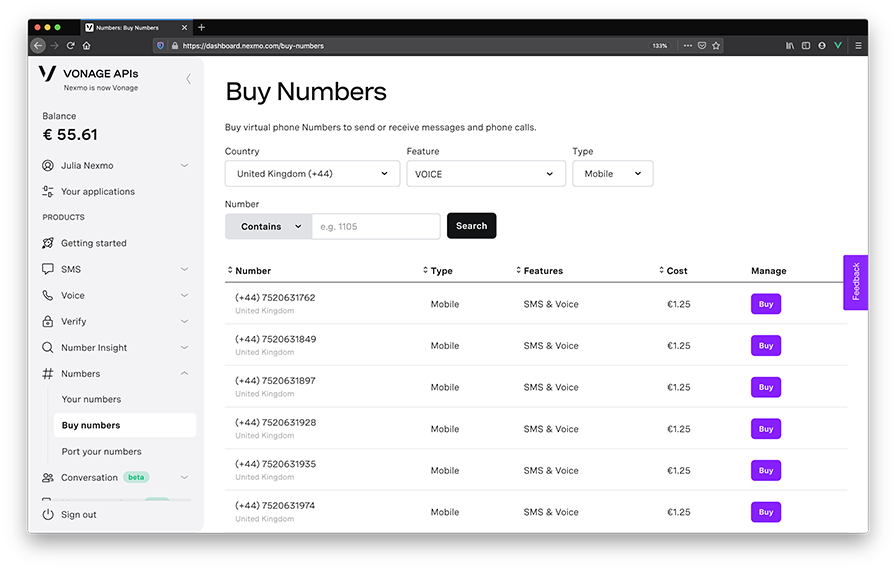 Numbers: Buy Numbers
https://dashboard.nexmo.com/buy-numbers
133%
VONAGE APIs
Nexmo is now Vonage
Balance
€ 55.61
Julia Nexmo
Your applications
PRODUCTS
Getting started
SMS
Voice
Verify
Number Insight
Numbers
Your numbers
Buy numbers
Port your numbers
Conversation beta
Sign out
Buy Numbers
Buy virtual phone Numbers to send or receive messages and phone calls.
Country Feature Type
United Kingdom (+44) VOICE Mobile
Number
Contains e.g. 1105 Search
Number Type Features Cost Manage
(+44) 7520631762 Mobile SMS & Voice €1.25 Buy
United Kingdom
(+44) 7520631849 Mobile SMS & Voice €1.25 Buy
United Kingdom
(+44) 7520631897 Mobile SMS & Voice €1.25 Buy
United Kingdom
(+44) 7520631928 Mobile SMS & Voice €1.25 Buy
United Kingdom
(+44) 7520631935 Mobile SMS & Voice €1.25 Buy
United Kingdom
(+44) 7520631974 Mobile SMS & Voice €1.25 Buy
United Kingdom
Feedback